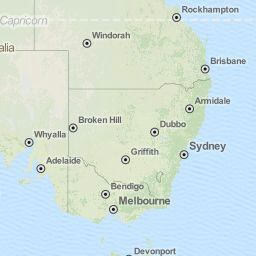 Rockhampton
Capricorn
Windorah
alia
Brisbane
Armidale
Broken Hill
Dubbo
Whyalla
Sydney
Griffith
Adelaide
Bendigo
Melbourne
Devonport